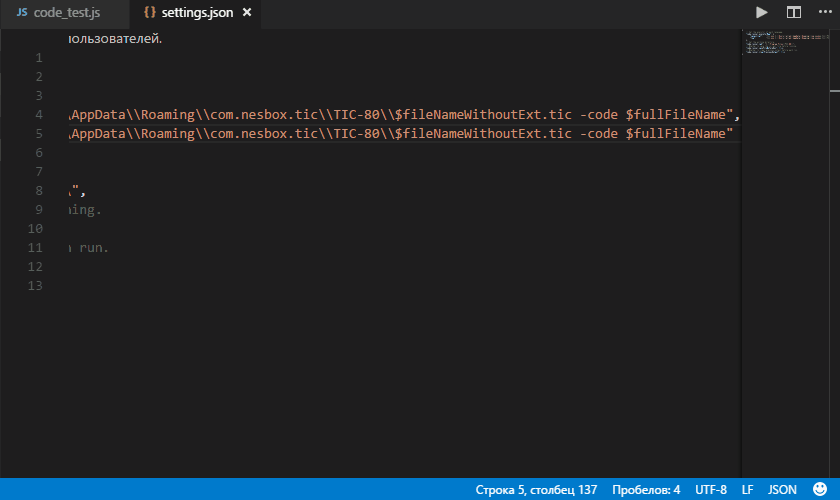 JS code_test.js {} settings.json ×
пользователей.
1
2
3
4 \AppData\\Roaming\\com.nesbox.tic\\TIC-80\\$fileNameWithoutExt.tic -code $fullFileName",
5 \AppData\\Roaming\\com.nesbox.tic\\TIC-80\\$fileNameWithoutExt.tic -code $fullFileName"
6
7
8 \",
9 ning.
10
11 n run.
12
13
Строка 5, столбец 137 Пробелов: 4 UTF-8 LF JSON